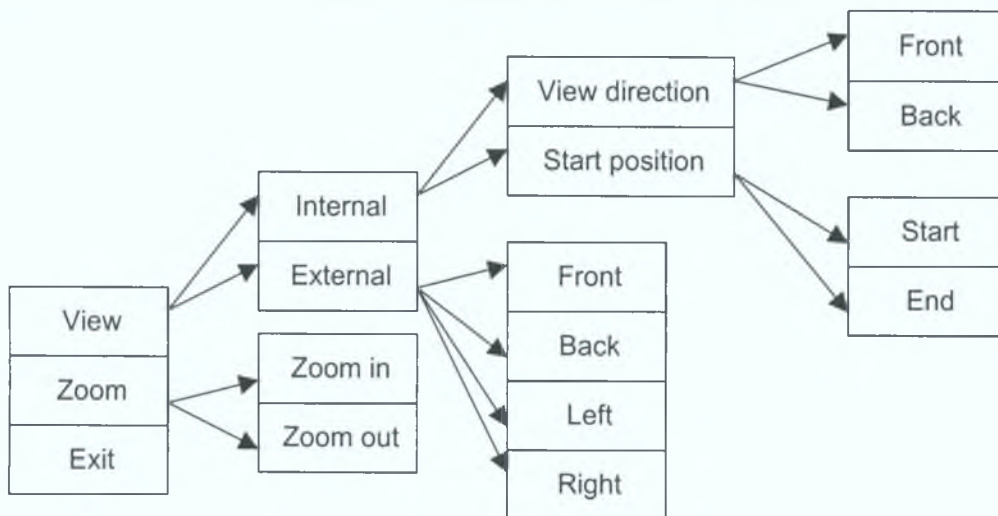 View
Zoom
Exit
Internal
External
Zoom in
Zoom out
View direction
Start position
Front
Back
Left
Right
Front
Back
Start
End